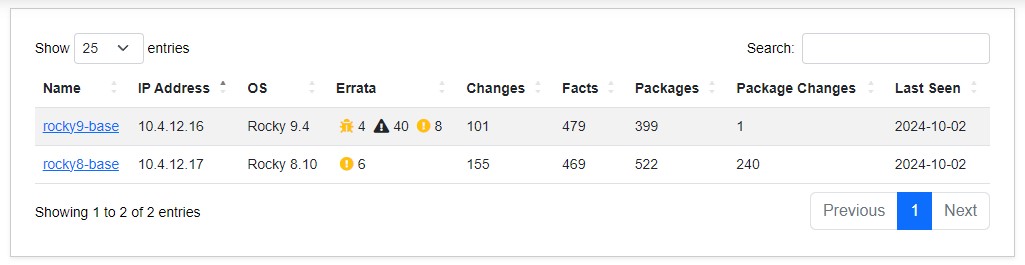 Show 25 entries Search:
Name IP Address OS Errata Changes Facts Packages Package Changes Last Seen
rocky9-base 10.4.12.16 Rocky 9.4 4 40 8 101 479 399 1 2024-10-02
rocky8-base 10.4.12.17 Rocky 8.10 6 155 469 522 240 2024-10-02
Showing 1 to 2 of 2 entries Previous 1 Next